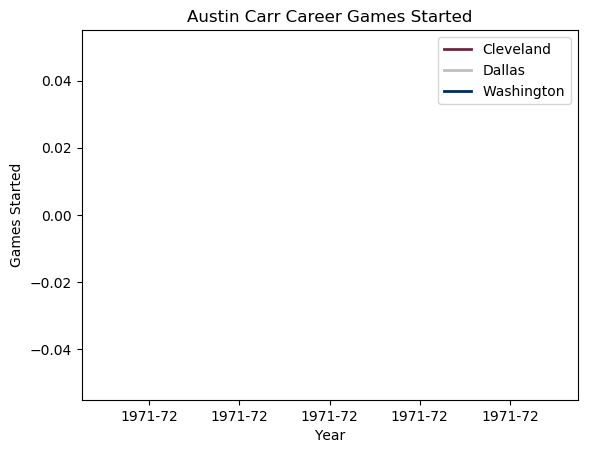 Austin Carr Career Games Started
Cleveland
Dallas
Washington
0.04
0.02
0.00
−0.02
−0.04
Games Started
1971-72 1971-72 1971-72 1971-72 1971-72
Year